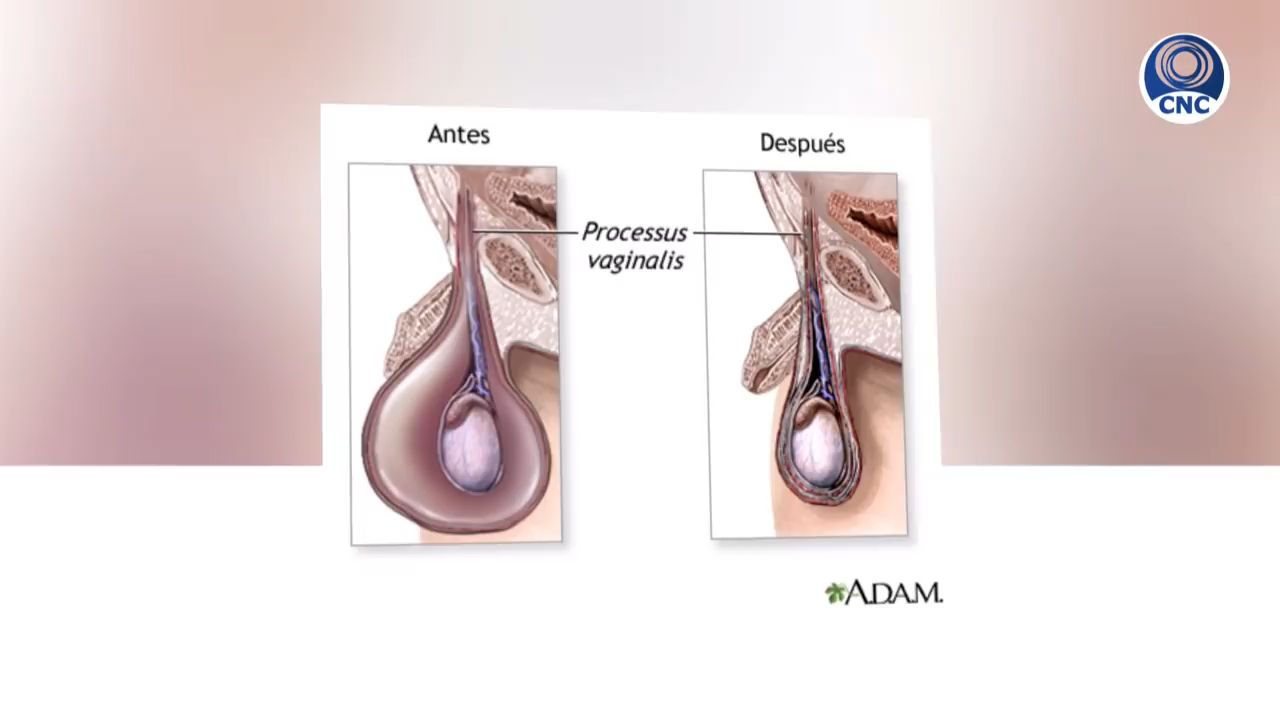 CNC
Antes
Después
Processus
vaginalis
A.D.A.M.